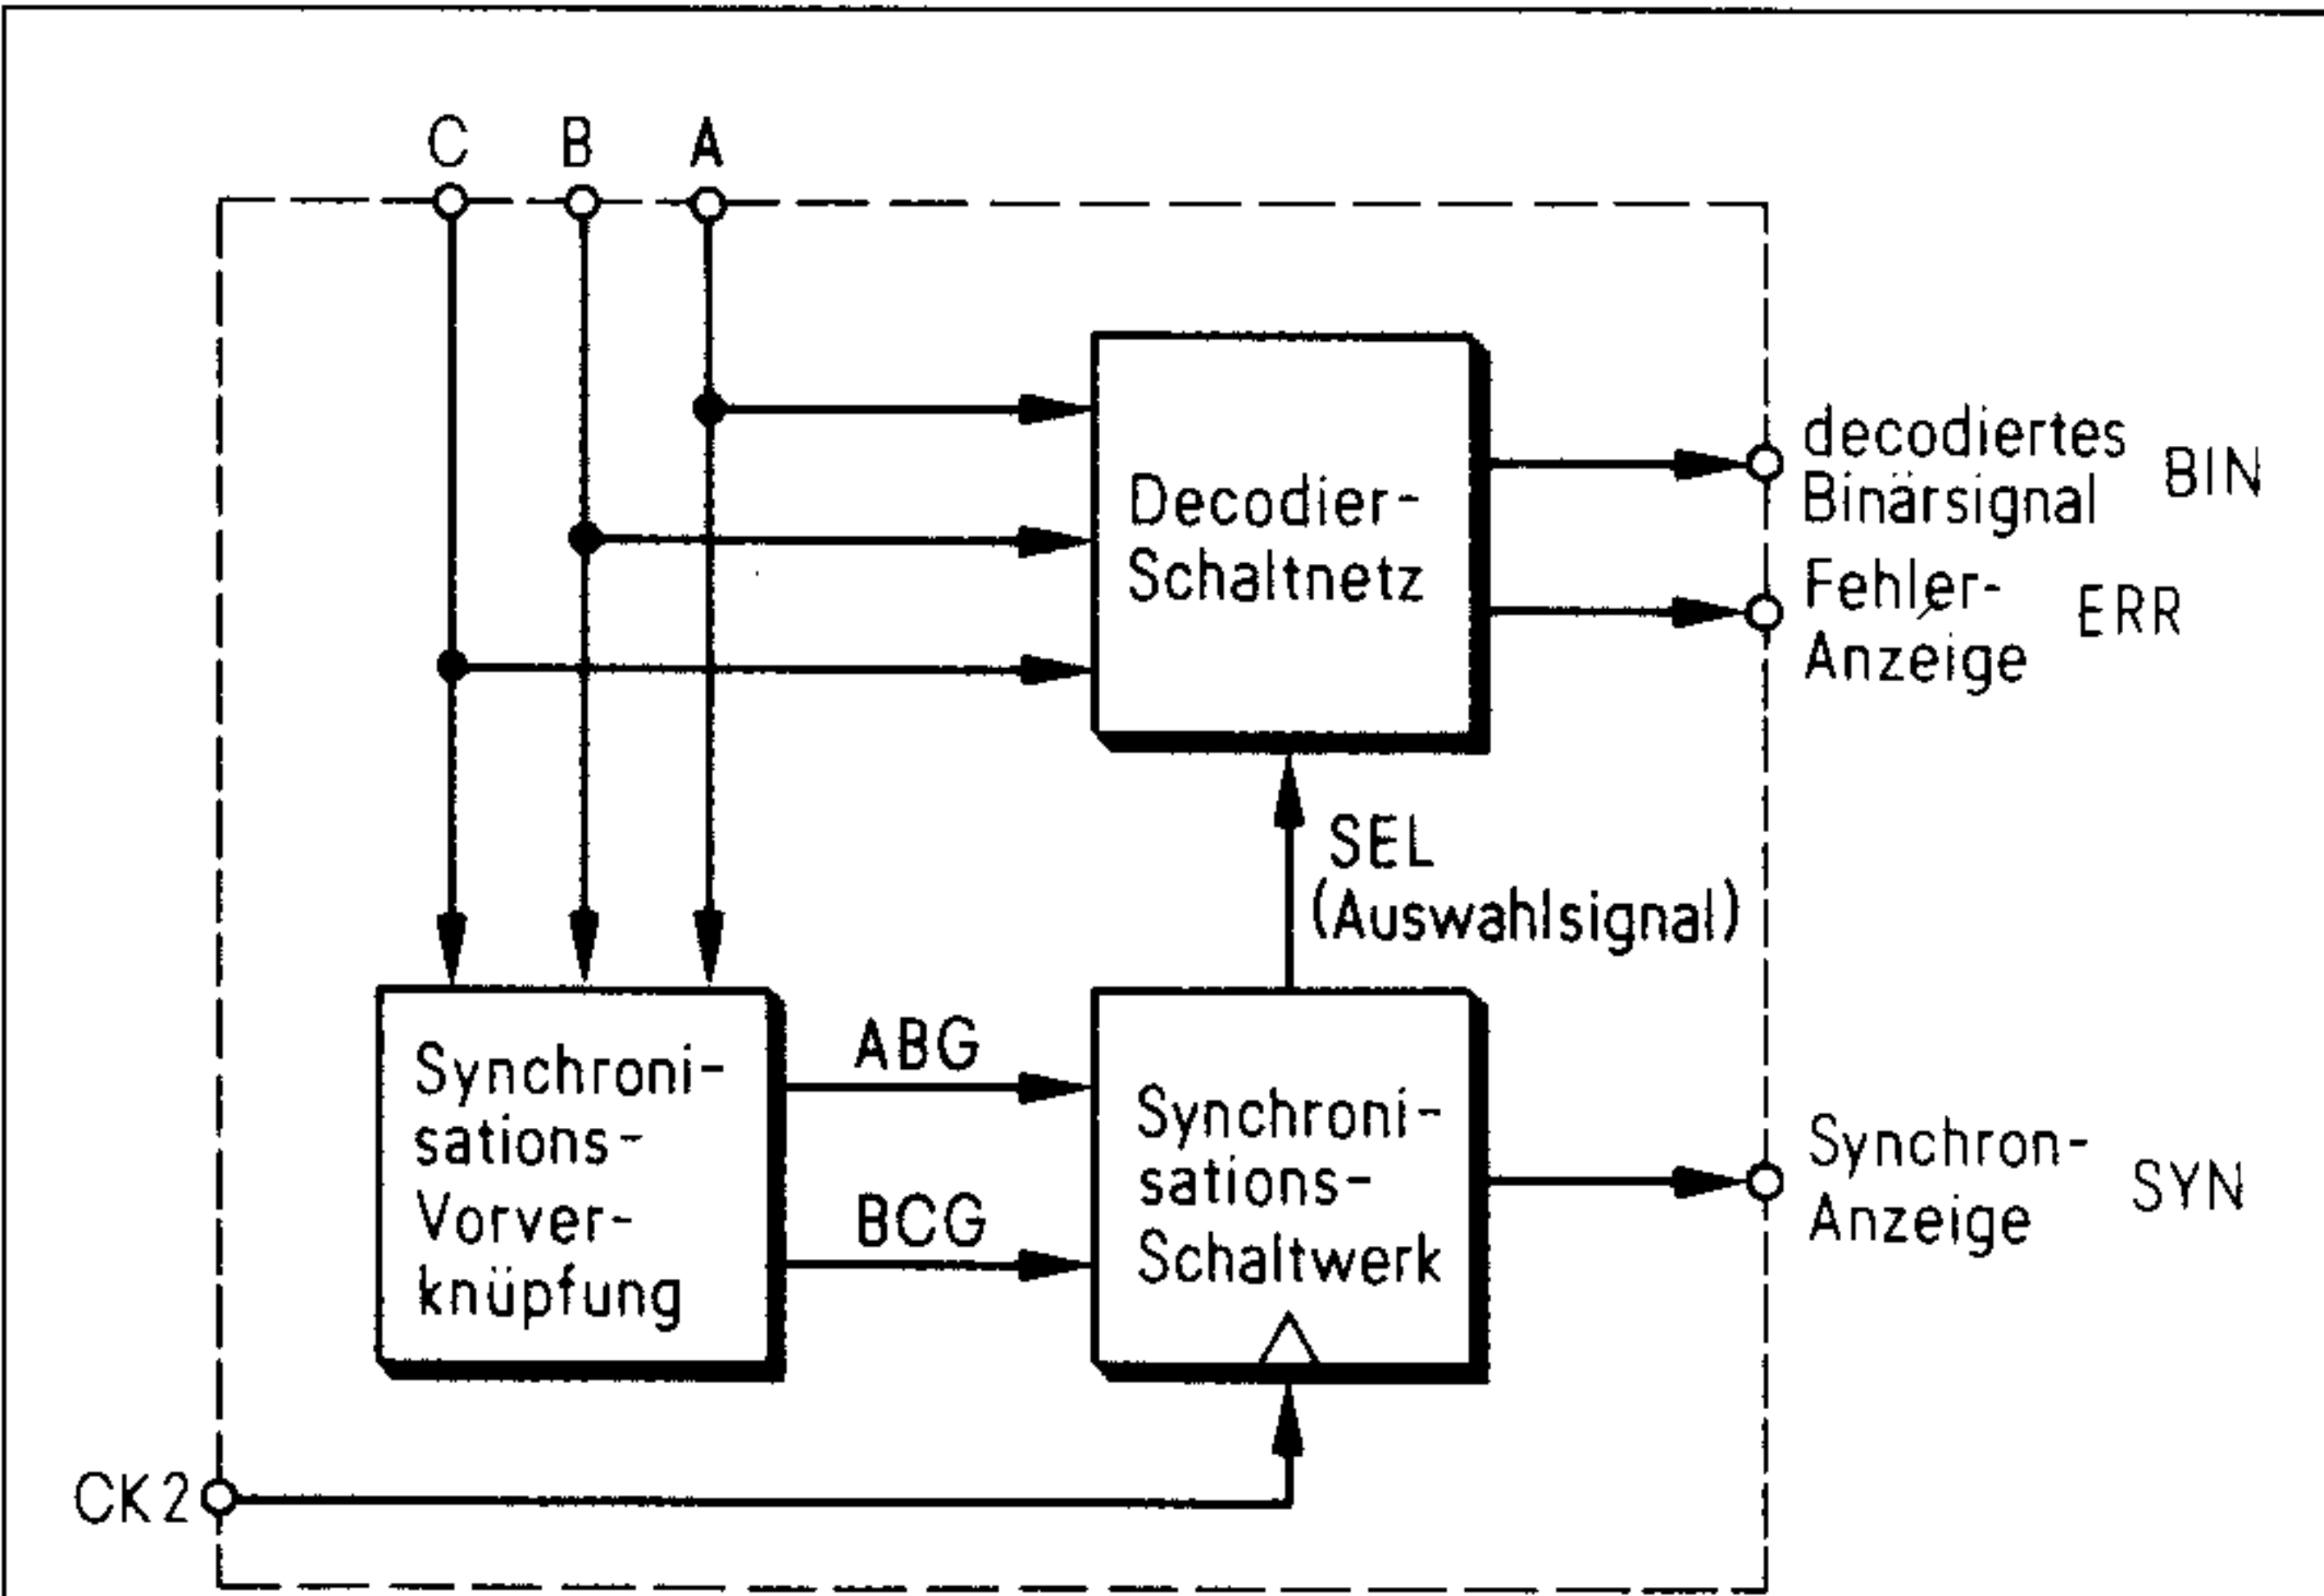 C B A
Decodier-
Schaltnetz
decodiertes
Binärsignal BIN
Fehler-
Anzeige ERR
SEL
(Auswahlsignal)
Synchroni-
sations-
Vorver-
knüpfung
ABG
BCG
Synchroni-
sations-
Schaltwerk
Synchron-
Anzeige SYN
CK2